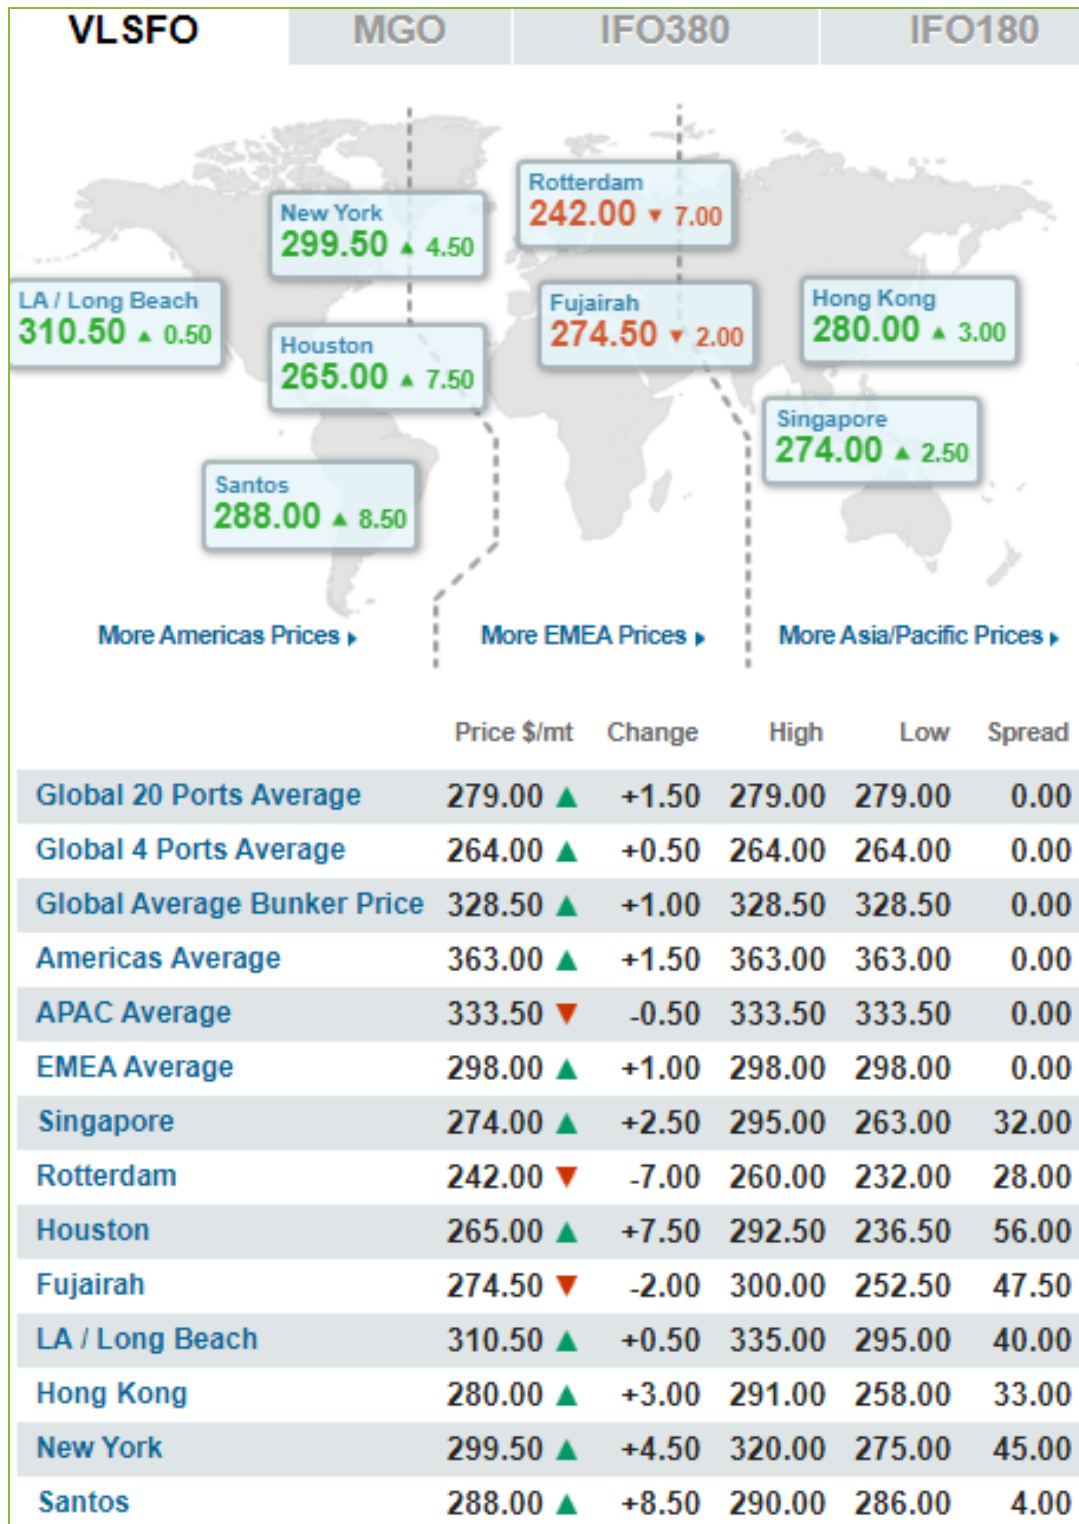 VLSFO MGO IFO380 IFO180
Rotterdam
242.00 ▼ 7.00
New York
299.50 ▲ 4.50
LA / Long Beach
310.50 ▲ 0.50
Fujairah
274.50 ▼ 2.00
Hong Kong
280.00 ▲ 3.00
Houston
265.00 ▲ 7.50
Singapore
274.00 ▲ 2.50
Santos
288.00 ▲ 8.50
More Americas Prices ▸ More EMEA Prices ▸ More Asia/Pacific Prices ▸
Price $/mt Change High Low Spread
Global 20 Ports Average 279.00 ▲ +1.50 279.00 279.00 0.00
Global 4 Ports Average 264.00 ▲ +0.50 264.00 264.00 0.00
Global Average Bunker Price 328.50 ▲ +1.00 328.50 328.50 0.00
Americas Average 363.00 ▲ +1.50 363.00 363.00 0.00
APAC Average 333.50 ▼ -0.50 333.50 333.50 0.00
EMEA Average 298.00 ▲ +1.00 298.00 298.00 0.00
Singapore 274.00 ▲ +2.50 295.00 263.00 32.00
Rotterdam 242.00 ▼ -7.00 260.00 232.00 28.00
Houston 265.00 ▲ +7.50 292.50 236.50 56.00
Fujairah 274.50 ▼ -2.00 300.00 252.50 47.50
LA / Long Beach 310.50 ▲ +0.50 335.00 295.00 40.00
Hong Kong 280.00 ▲ +3.00 291.00 258.00 33.00
New York 299.50 ▲ +4.50 320.00 275.00 45.00
Santos 288.00 ▲ +8.50 290.00 286.00 4.00